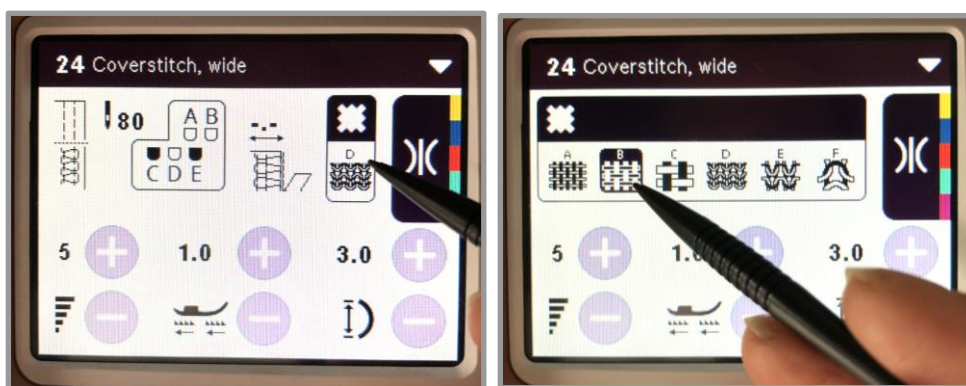 24 Coverstitch, wide
80
A B
C D E
D
5
1.0
3.0
24 Coverstitch, wide
A B C D E F
5
3.0